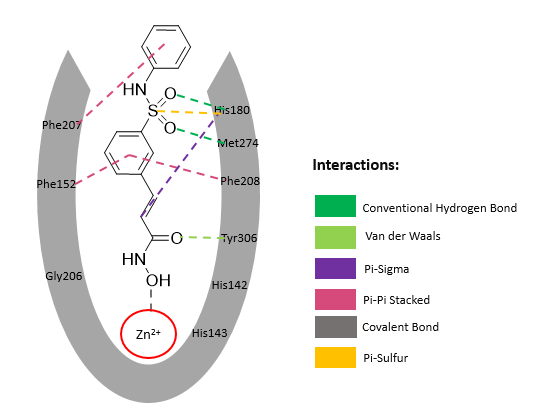 HN
O
S
O
His180
Phe207
Met274
Phe152
Phe208
O
Tyr306
HN
OH
Gly206
His142
Zn²⁺
His143
Interactions:
Conventional Hydrogen Bond
Van der Waals
Pi-Sigma
Pi-Pi Stacked
Covalent Bond
Pi-Sulfur